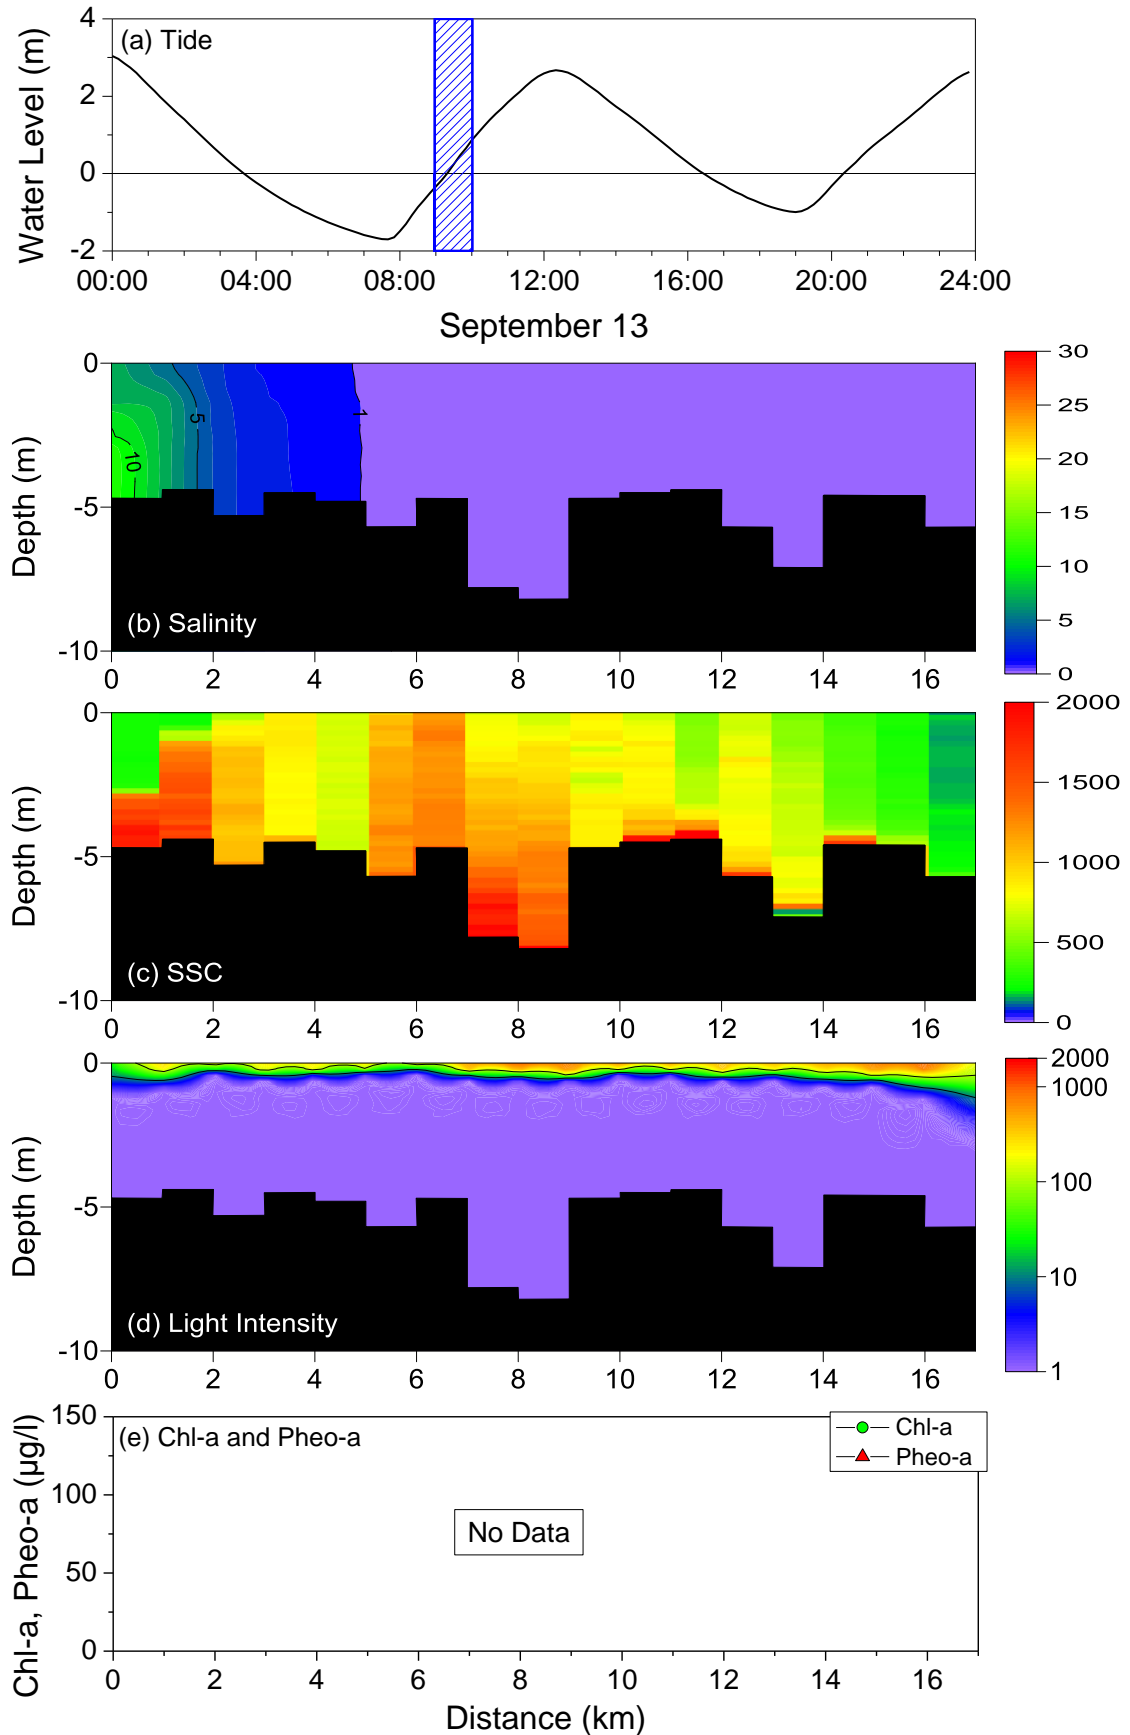 4
(a) Tide
2
0
-2
Water Level (m)
00:00 04:00 08:00 12:00 16:00 20:00 24:00
September 13
0
-5
-10
Depth (m)
10
5
1
(b) Salinity
0 2 4 6 8 10 12 14 16
30
25
20
15
10
5
0
0
-5
-10
Depth (m)
(c) SSC
0 2 4 6 8 10 12 14 16
2000
1500
1000
500
0
0
-5
-10
Depth (m)
(d) Light Intensity
0 2 4 6 8 10 12 14 16
2000
1000
100
10
1
150
100
50
0
Chl-a, Pheo-a (µg/l)
(e) Chl-a and Pheo-a
Chl-a
Pheo-a
No Data
0 2 4 6 8 10 12 14 16
Distance (km)